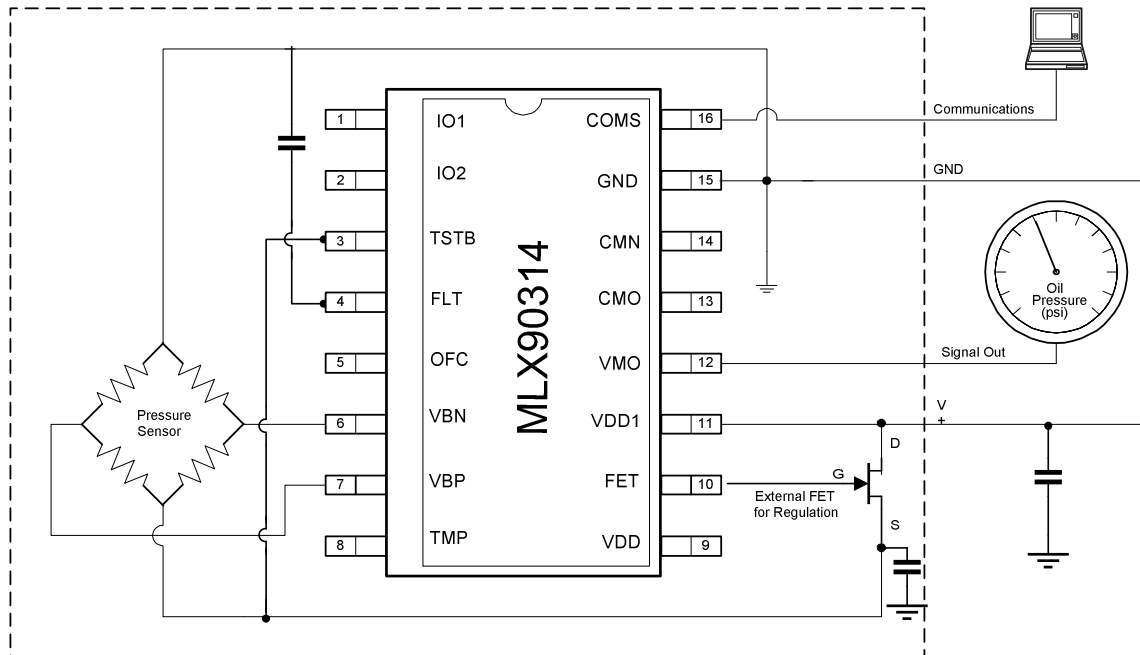 Communications
1 IO1 COMS 16
2 IO2 GND 15
GND
3 TSTB CMN 14
4 FLT CMO 13
5 OFC VMO 12
6 VBN VDD1 11
7 VBP FET 10
8 TMP VDD 9
MLX90314
Pressure
Sensor
Oil
Pressure
(psi)
Signal Out
V
+
D
G
S
External FET
for Regulation